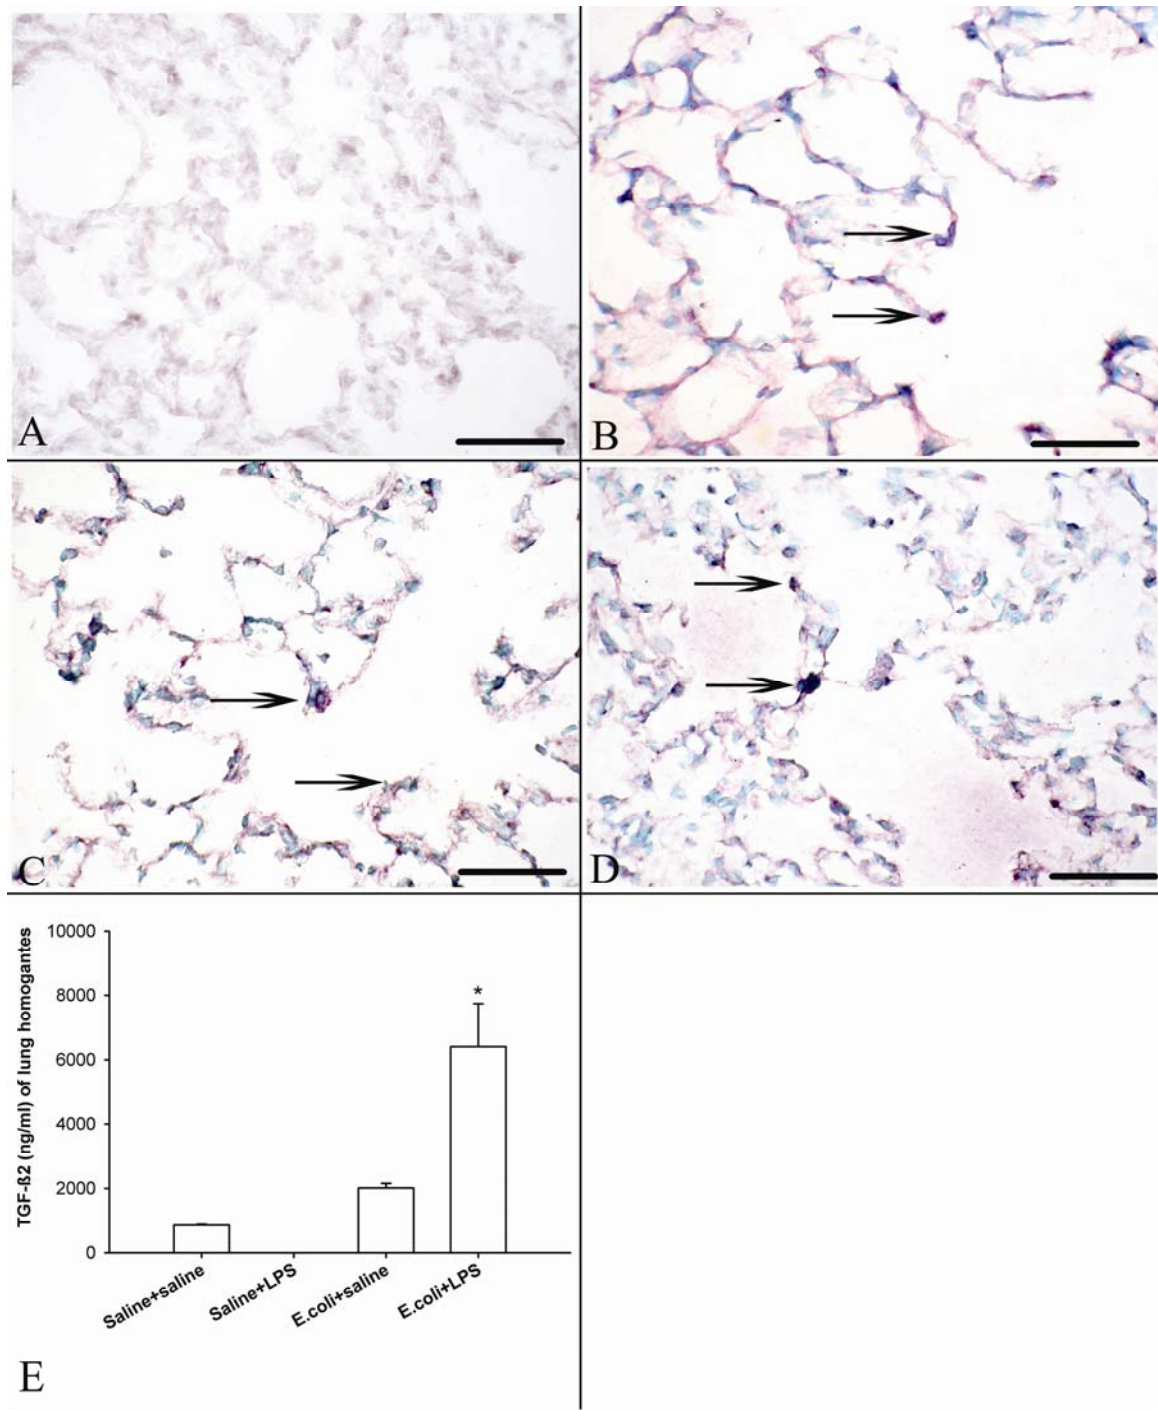 A
B
C
D
10000
8000
6000
4000
2000
0
TGF-ß2 (ng/ml) of lung homogantes
*
Saline+saline
Saline+LPS
E.coli+saline
E.coli+LPS
E